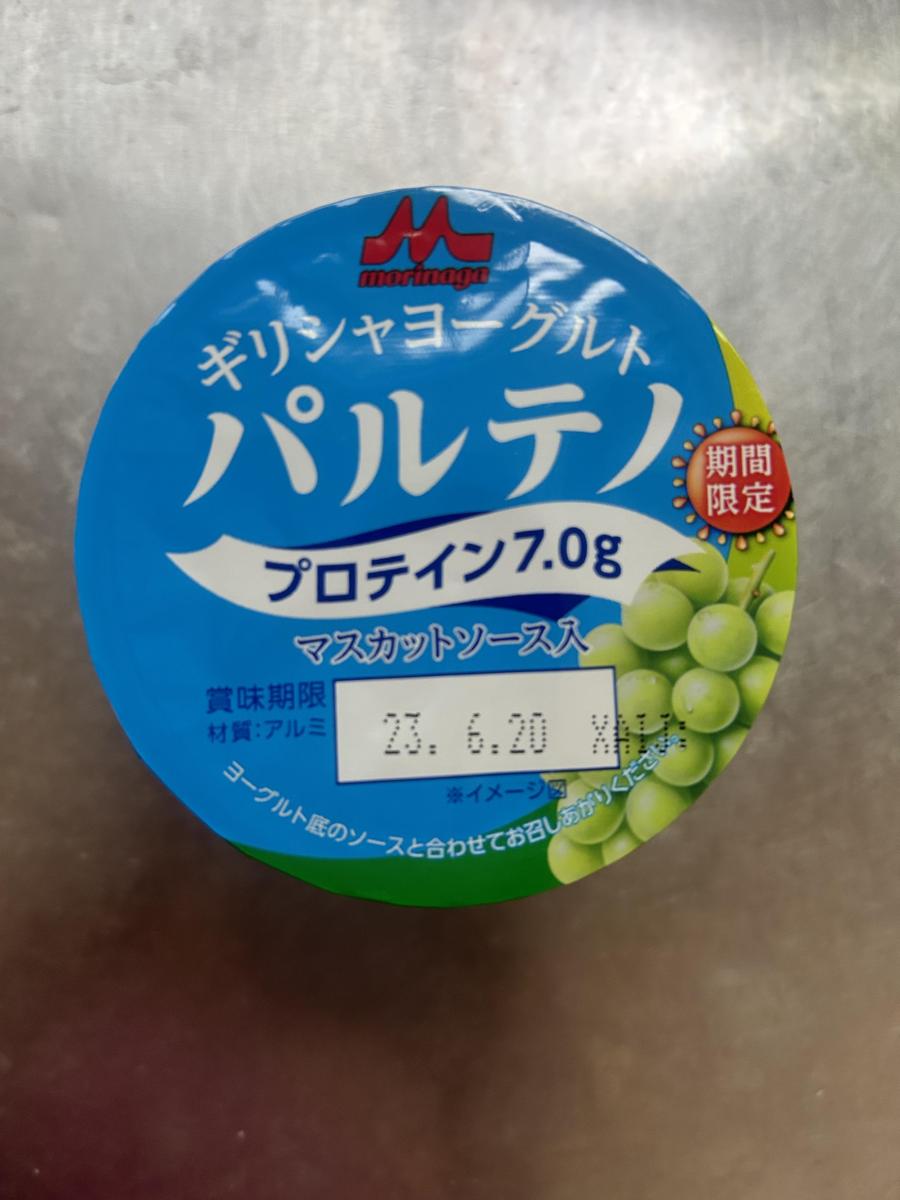 morinaga
ギリシャヨーグルト
パルテノ
期間
限定
プロテイン7.0g
マスカットソース入
賞味期限
材質:アルミ
23. 6.20
※イメージ図
ヨーグルト底のソースと合わせてお召しあがりください。